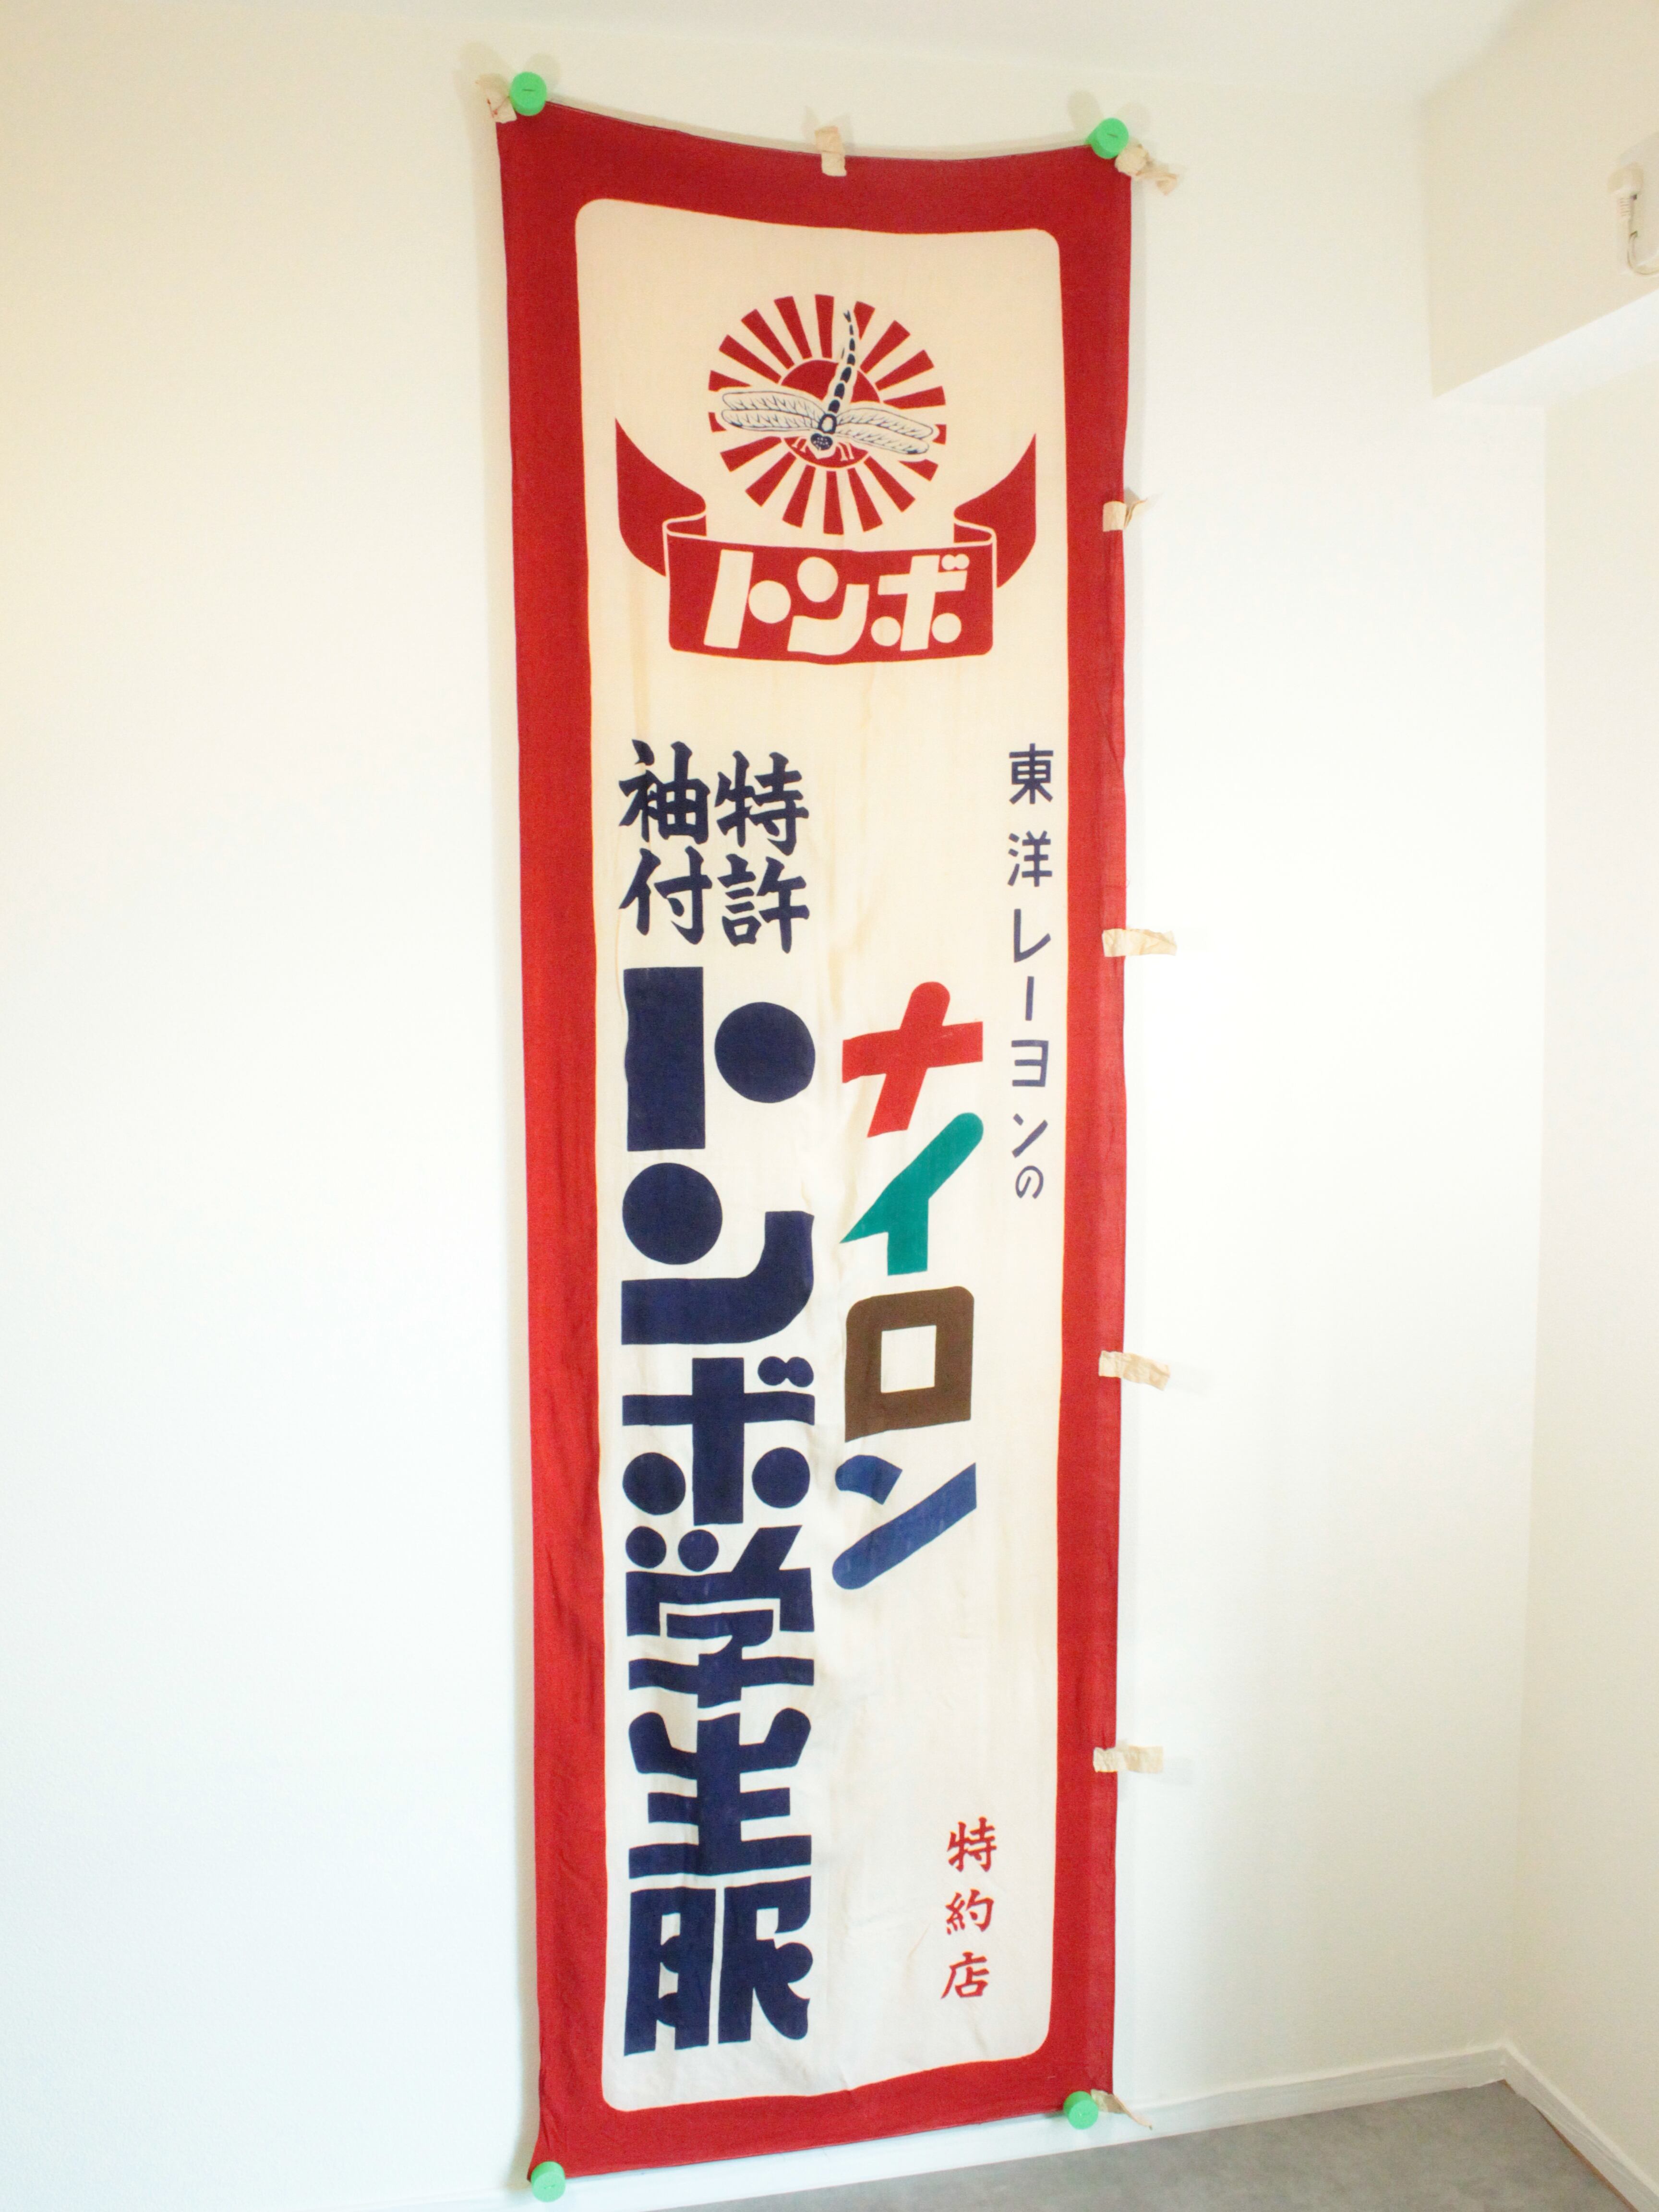 トンボ
東洋レーヨンの
ナイロン
特許
袖付
トンボ学生服
特約店